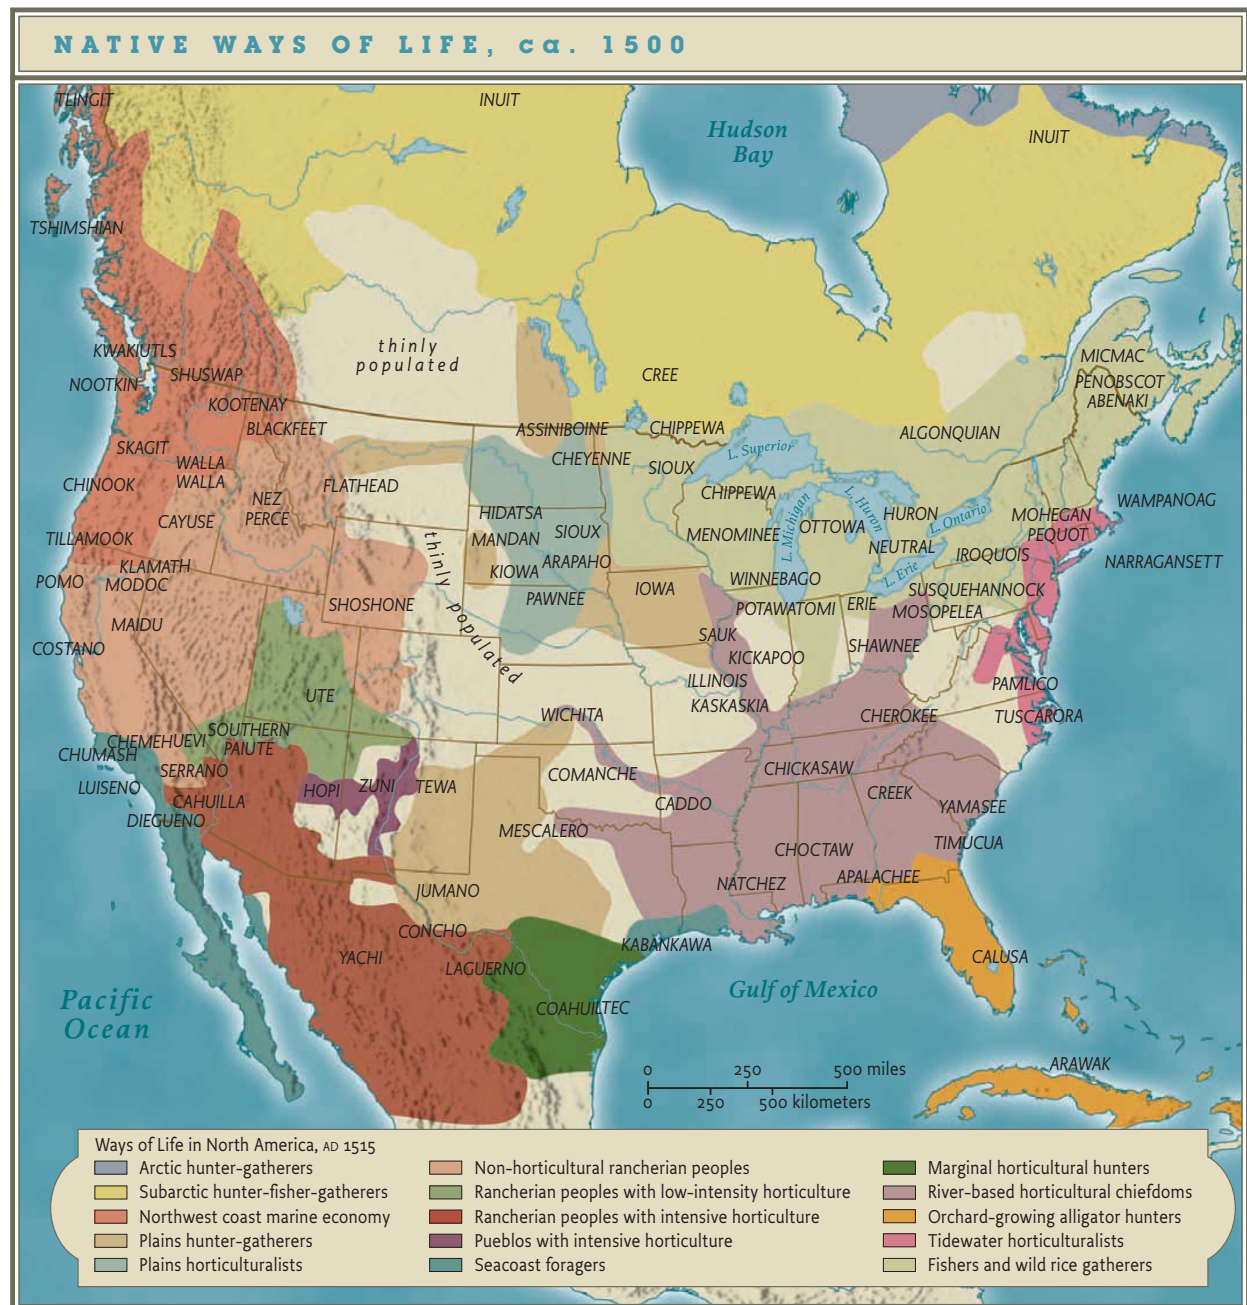 NATIVE WAYS OF LIFE, ca. 1500
TLINGIT
INUIT
Hudson
Bay
INUIT
TSHIMSHIAN
KWAKIUTLS
NOOTKIN
SHUSWAP
thinly
populated
CREE
MICMAC
PENOBSCOT
ABENAKI
KOOTENAY
BLACKFEET
ASSINIBOINE
CHIPPEWA
ALGONQUIAN
SKAGIT
WALLA
WALLA
CHEYENNE
SIOUX
L. Superior
CHINOOK
NEZ
PERCE
FLATHEAD
CHIPPEWA
L. Michigan
L. Huron
WAMPANOAG
CAYUSE
HIDATSA
SIOUX
MENOMINEE
OTTOWA
HURON
L. Ontario
MOHEGAN
PEQUOT
TILLAMOOK
MANDAN
NEUTRAL
IROQUOIS
NARRAGANSETT
KLAMATH
MODOC
POMO
thinly populated
KIOWA
ARAPAHO
IOWA
WINNEBAGO
L. Erie
SUSQUEHANNOCK
SHOSHONE
PAWNEE
POTAWATOMI
ERIE
MOSOPELEA
MAIDU
SAUK
KICKAPOO
SHAWNEE
COSTANO
ILLINOIS
KASKASKIA
PAMLICO
UTE
WICHITA
CHEROKEE
TUSCARORA
SOUTHERN
PAIUTE
CHEMEHUEVI
CHUMASH
SERRANO
COMANCHE
CHICKASAW
LUISENO
CAHUILLA
HOPI
ZUNI
TEWA
CADDO
CREEK
YAMASEE
DIEGUENO
MESCALERO
CHOCTAW
TIMUCUA
JUMANO
NATCHEZ
APALACHEE
CONCHO
KABANKAWA
YACHI
LAGUERNO
CALUSA
Pacific
Ocean
COAHUILTEC
Gulf of Mexico
ARAWAK
0 250 500 miles
0 250 500 kilometers
Ways of Life in North America, AD 1515
Arctic hunter-gatherers
Subarctic hunter-fisher-gatherers
Northwest coast marine economy
Plains hunter-gatherers
Plains horticulturalists
Non-horticultural rancherian peoples
Rancherian peoples with low-intensity horticulture
Rancherian peoples with intensive horticulture
Pueblos with intensive horticulture
Seacoast foragers
Marginal horticultural hunters
River-based horticultural chiefdoms
Orchard-growing alligator hunters
Tidewater horticulturalists
Fishers and wild rice gatherers